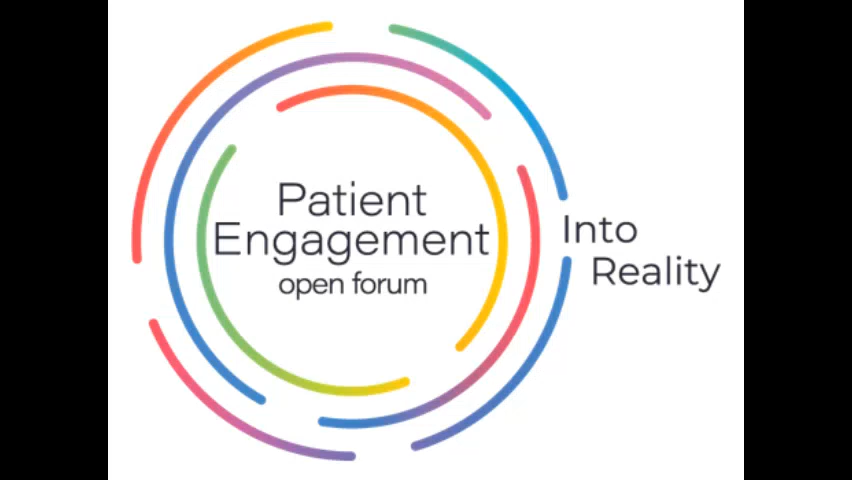 Patient
Engagement
open forum
Into
Reality